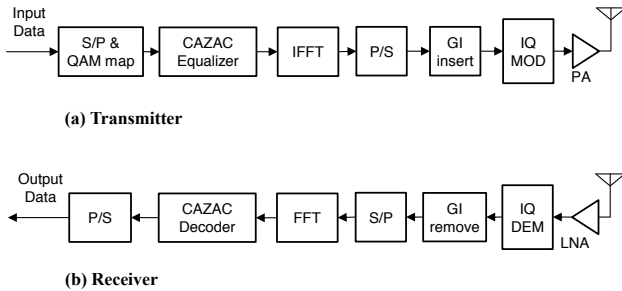 Input
Data
S/P &
QAM map
CAZAC
Equalizer
IFFT
P/S
GI
insert
IQ
MOD
PA
(a) Transmitter
Output
Data
P/S
CAZAC
Decoder
FFT
S/P
GI
remove
IQ
DEM
LNA
(b) Receiver